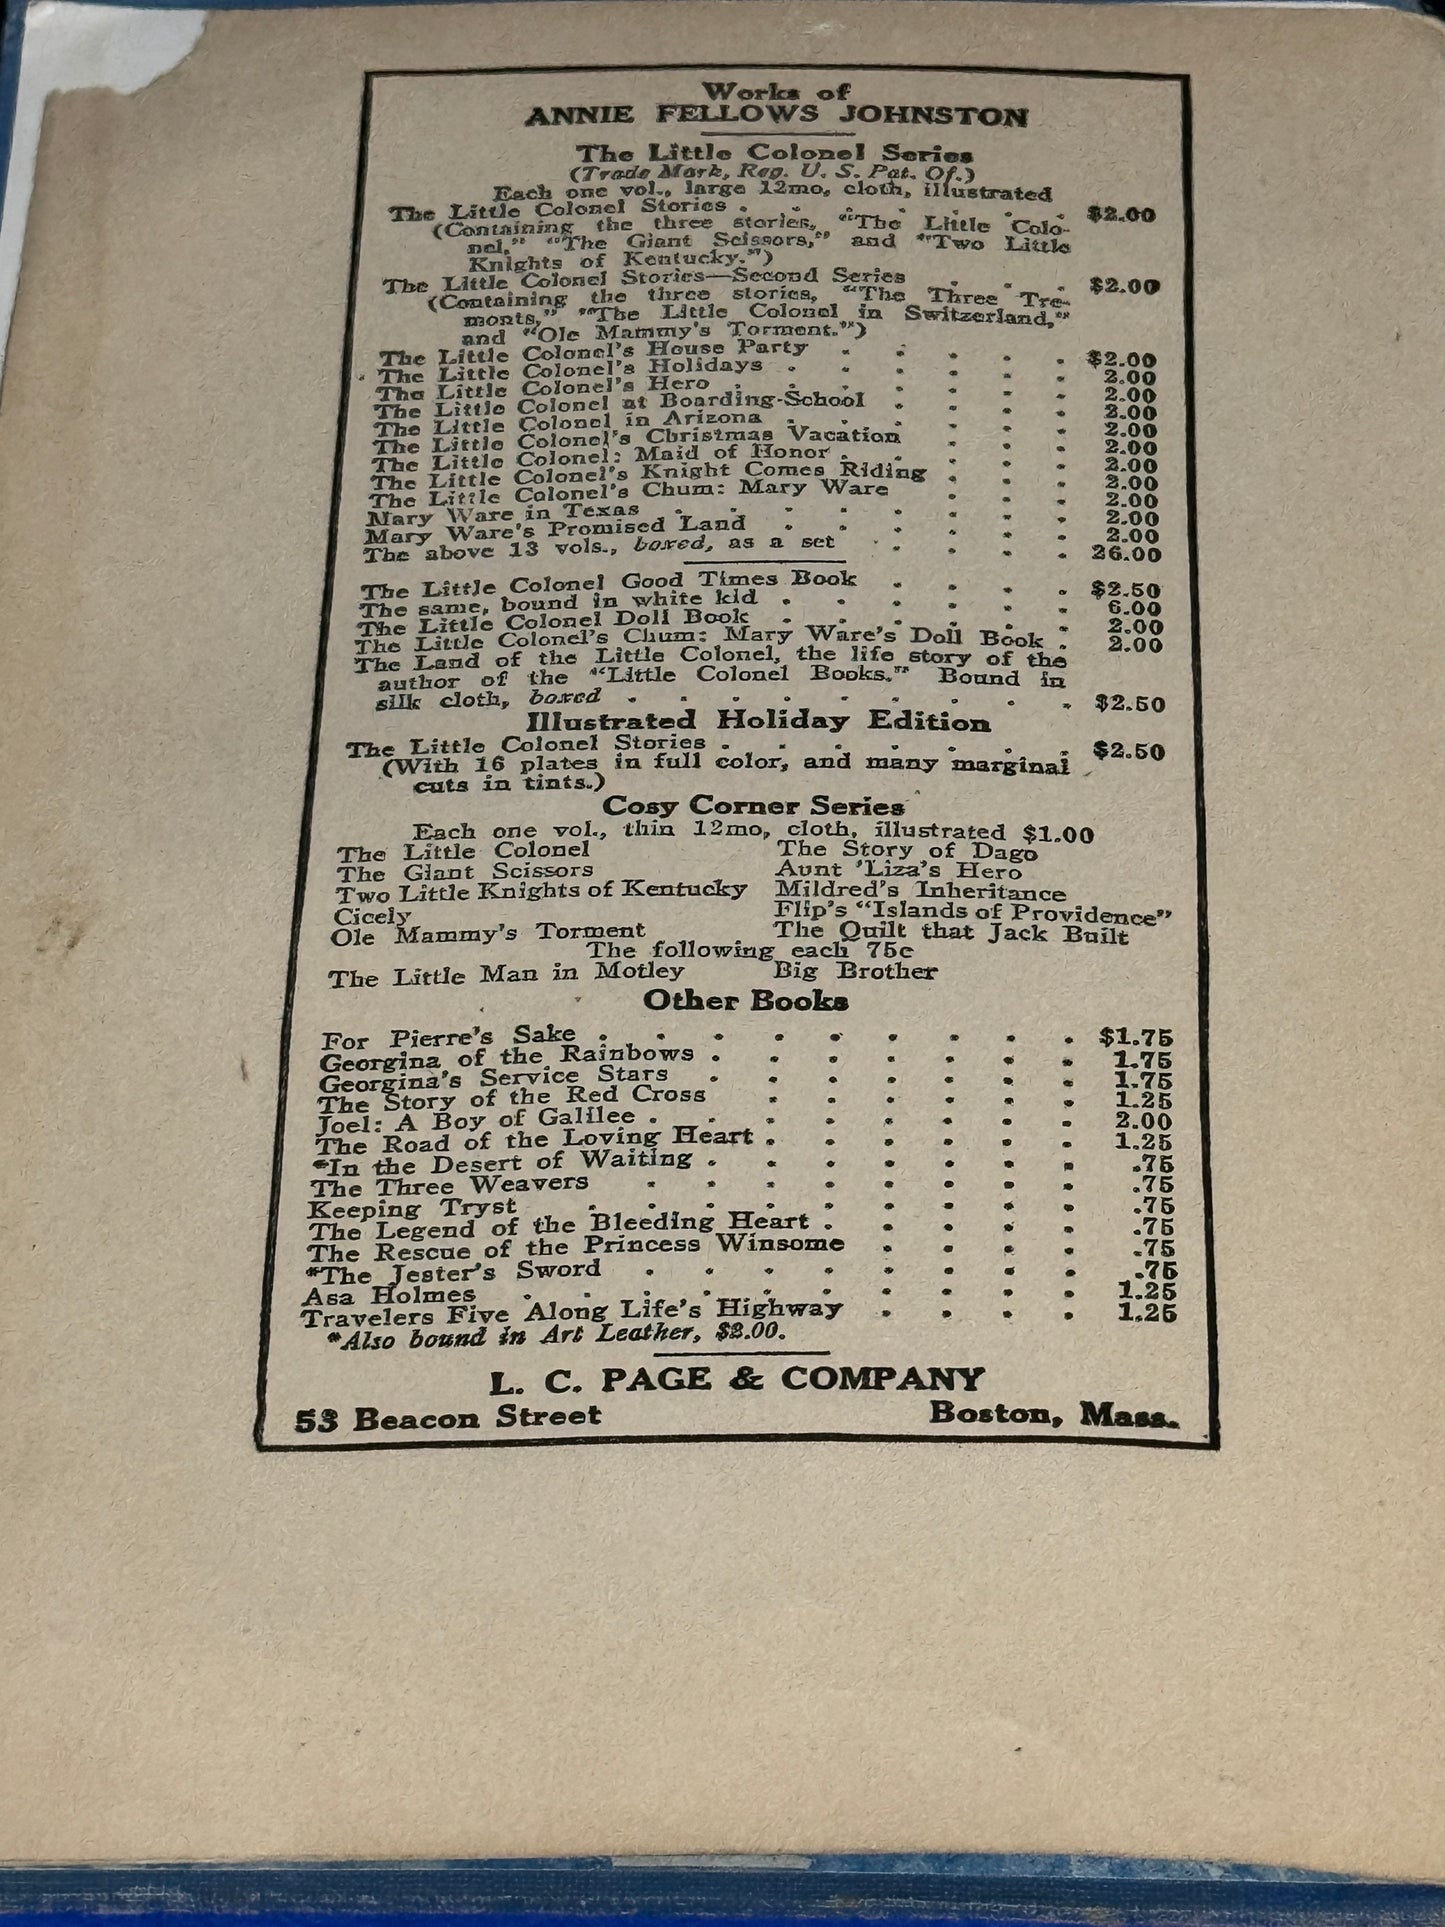 Works of
ANNIE FELLOWS JOHNSTON
The Little Colonel Series
(Trade Mark, Reg. U. S. Pat. Of.)
Each one vol., large 12mo, cloth, illustrated
The Little Colonel Stories . . . . . . . $2.00
(Containing the three stories, "The Little Colo-
nel," "The Giant Scissors," and "Two Little
Knights of Kentucky.")
The Little Colonel Stories—Second Series . . . $2.00
(Containing the three stories, "The Three Tre-
monts," "The Little Colonel in Switzerland,"
and "Ole Mammy's Torment.")
The Little Colonel's House Party . . . . . $2.00
The Little Colonel's Holidays . . . . . . 2.00
The Little Colonel's Hero . . . . . . . 2.00
The Little Colonel at Boarding-School . . . . 2.00
The Little Colonel in Arizona . . . . . . 2.00
The Little Colonel's Christmas Vacation . . . 2.00
The Little Colonel: Maid of Honor . . . . . 2.00
The Little Colonel's Knight Comes Riding . . . 2.00
The Little Colonel's Chum: Mary Ware . . . 2.00
Mary Ware in Texas . . . . . . . . 2.00
Mary Ware's Promised Land . . . . . . 2.00
The above 13 vols., boxed, as a set . . . . 26.00
The Little Colonel Good Times Book . . . . $2.50
The same, bound in white kid . . . . . . 6.00
The Little Colonel Doll Book . . . . . . 2.00
The Little Colonel's Chum: Mary Ware's Doll Book . 2.00
The Land of the Little Colonel, the life story of the
author of the "Little Colonel Books." Bound in
silk cloth, boxed . . . . . . . . . $2.50
Illustrated Holiday Edition
The Little Colonel Stories . . . . . . . $2.50
(With 16 plates in full color, and many marginal
cuts in tints.)
Cosy Corner Series
Each one vol., thin 12mo, cloth, illustrated $1.00
The Little Colonel The Story of Dago
The Giant Scissors Aunt 'Liza's Hero
Two Little Knights of Kentucky Mildred's Inheritance
Cicely Flip's "Islands of Providence"
Ole Mammy's Torment The Quilt that Jack Built
The following each 75c
The Little Man in Motley Big Brother
Other Books
For Pierre's Sake . . . . . . . . . $1.75
Georgina of the Rainbows . . . . . . . 1.75
Georgina's Service Stars . . . . . . . 1.75
The Story of the Red Cross . . . . . . 1.25
Joel: A Boy of Galilee . . . . . . . . 2.00
The Road of the Loving Heart . . . . . . 1.25
*In the Desert of Waiting . . . . . . . .75
The Three Weavers . . . . . . . . .75
Keeping Tryst . . . . . . . . . .75
The Legend of the Bleeding Heart . . . . . .75
The Rescue of the Princess Winsome . . . . .75
*The Jester's Sword . . . . . . . . .75
Asa Holmes . . . . . . . . . . 1.25
Travelers Five Along Life's Highway . . . . 1.25
*Also bound in Art Leather, $2.00.
L. C. PAGE & COMPANY
53 Beacon Street Boston, Mass.